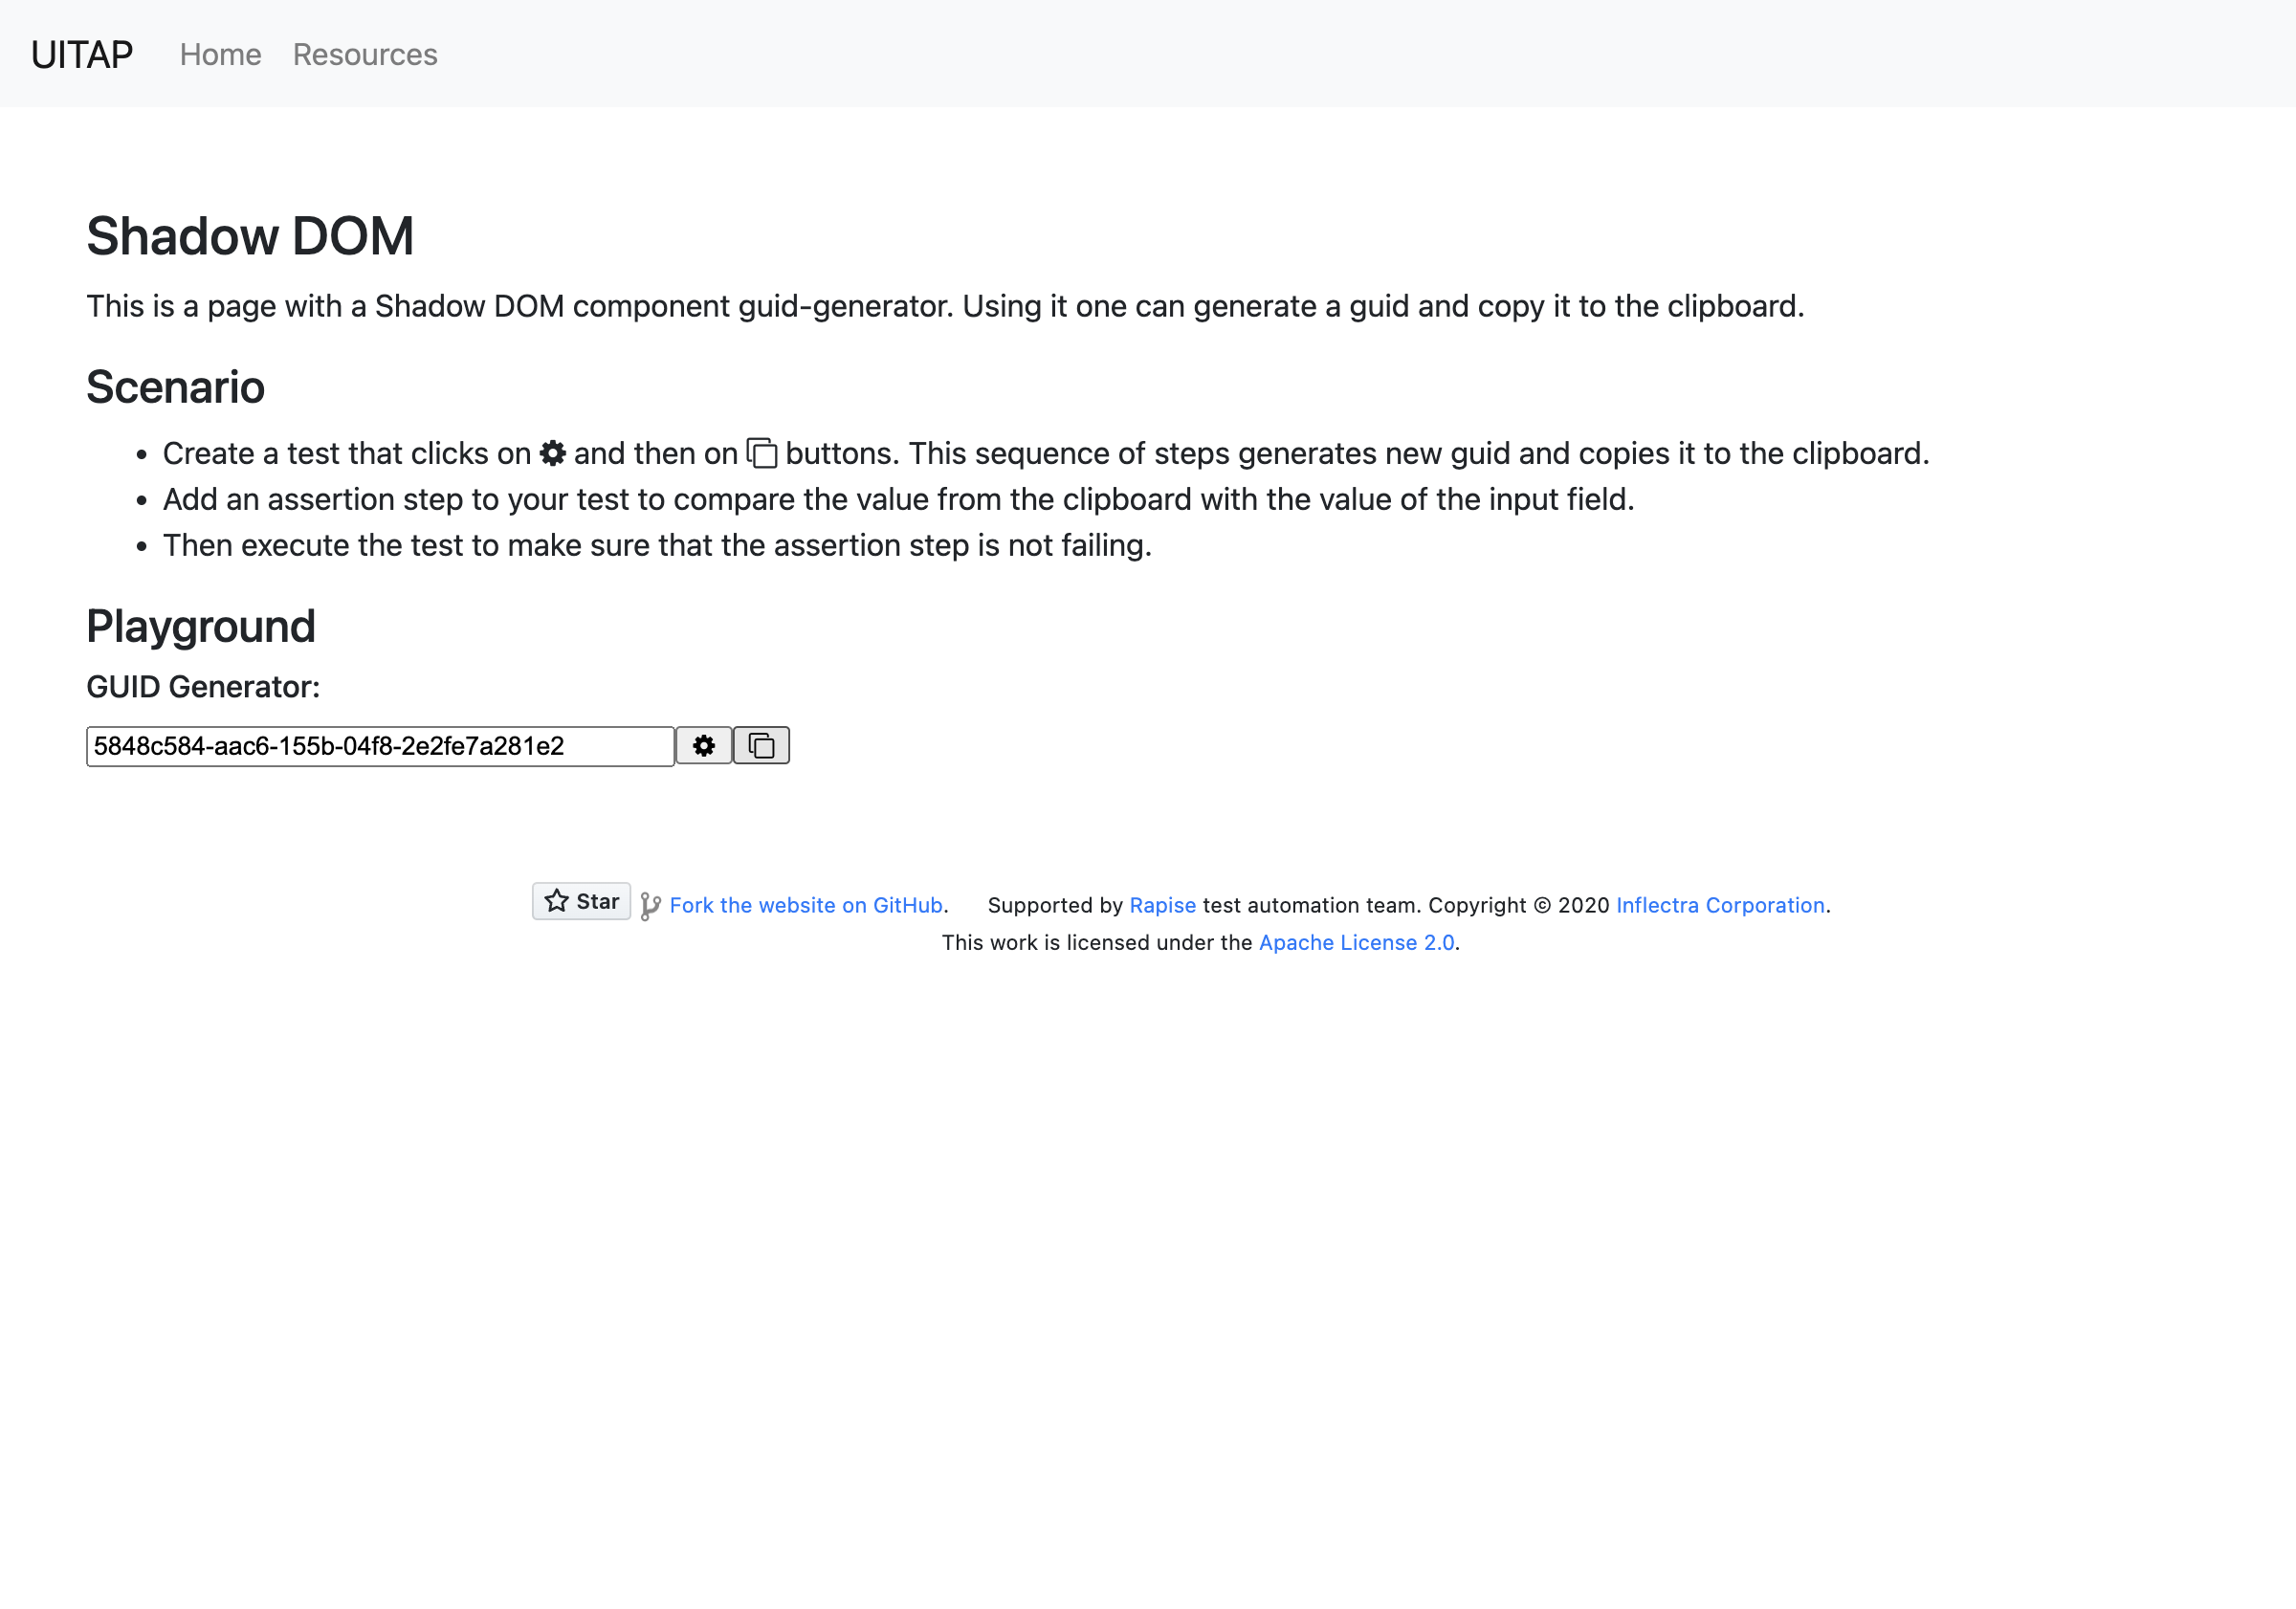 UITAP Home Resources
Shadow DOM
This is a page with a Shadow DOM component guid-generator. Using it one can generate a guid and copy it to the clipboard.
Scenario
• Create a test that clicks on and then on buttons. This sequence of steps generates new guid and copies it to the clipboard.
• Add an assertion step to your test to compare the value from the clipboard with the value of the input field.
• Then execute the test to make sure that the assertion step is not failing.
Playground
GUID Generator:
5848c584-aac6-155b-04f8-2e2fe7a281e2
Star Fork the website on GitHub. Supported by Rapise test automation team. Copyright © 2020 Inflectra Corporation.
This work is licensed under the Apache License 2.0.